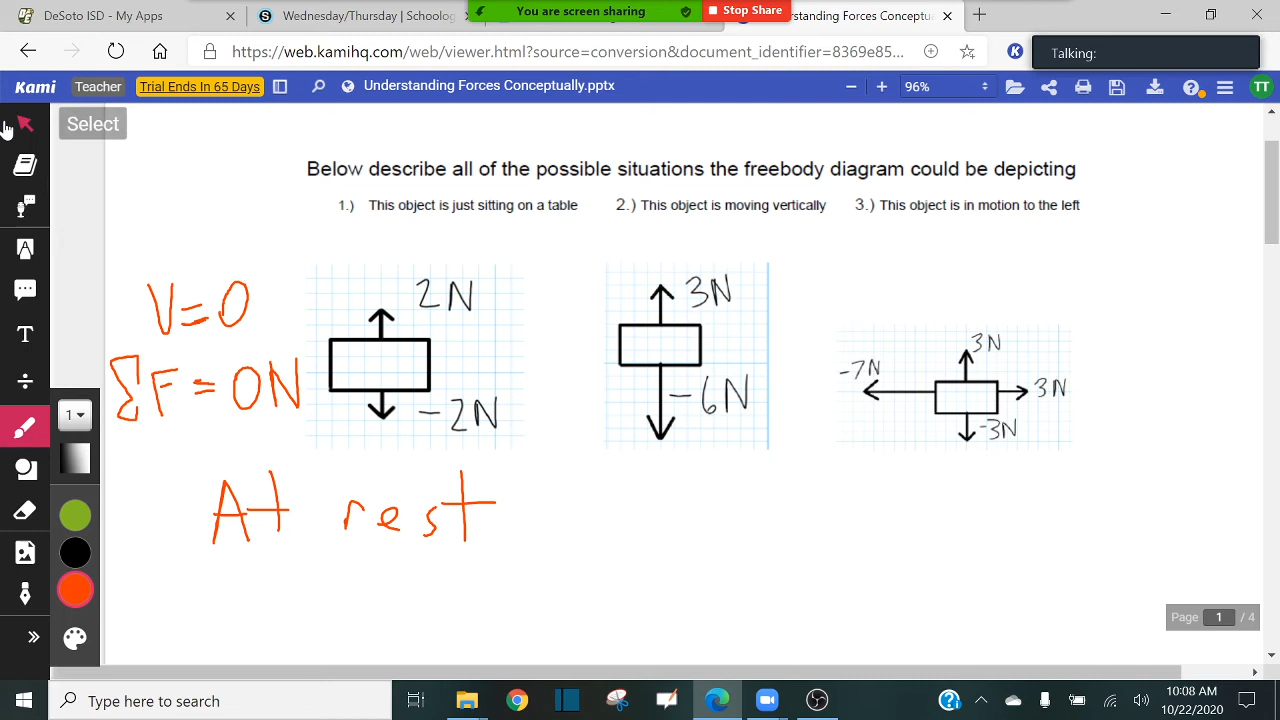 DeSoto - My Apps
Wednesday/Thursday | Schoolog
You are screen sharing
Stop Share
nderstanding Forces Conceptu
https://web.kamihq.com/web/viewer.html?source=conversion&document_identifier=8369e85...
Talking:
Kami Teacher Trial Ends In 65 Days Understanding Forces Conceptually.pptx 96% TT
Select
Below describe all of the possible situations the freebody diagram could be depicting
1.) This object is just sitting on a table
2.) This object is moving vertically
3.) This object is in motion to the left
V=0
ΣF = 0N
2N
-2N
3N
-6N
3N
-7N
3N
-3N
At rest
1
Page 1 / 4
Type here to search
10:08 AM
10/22/2020